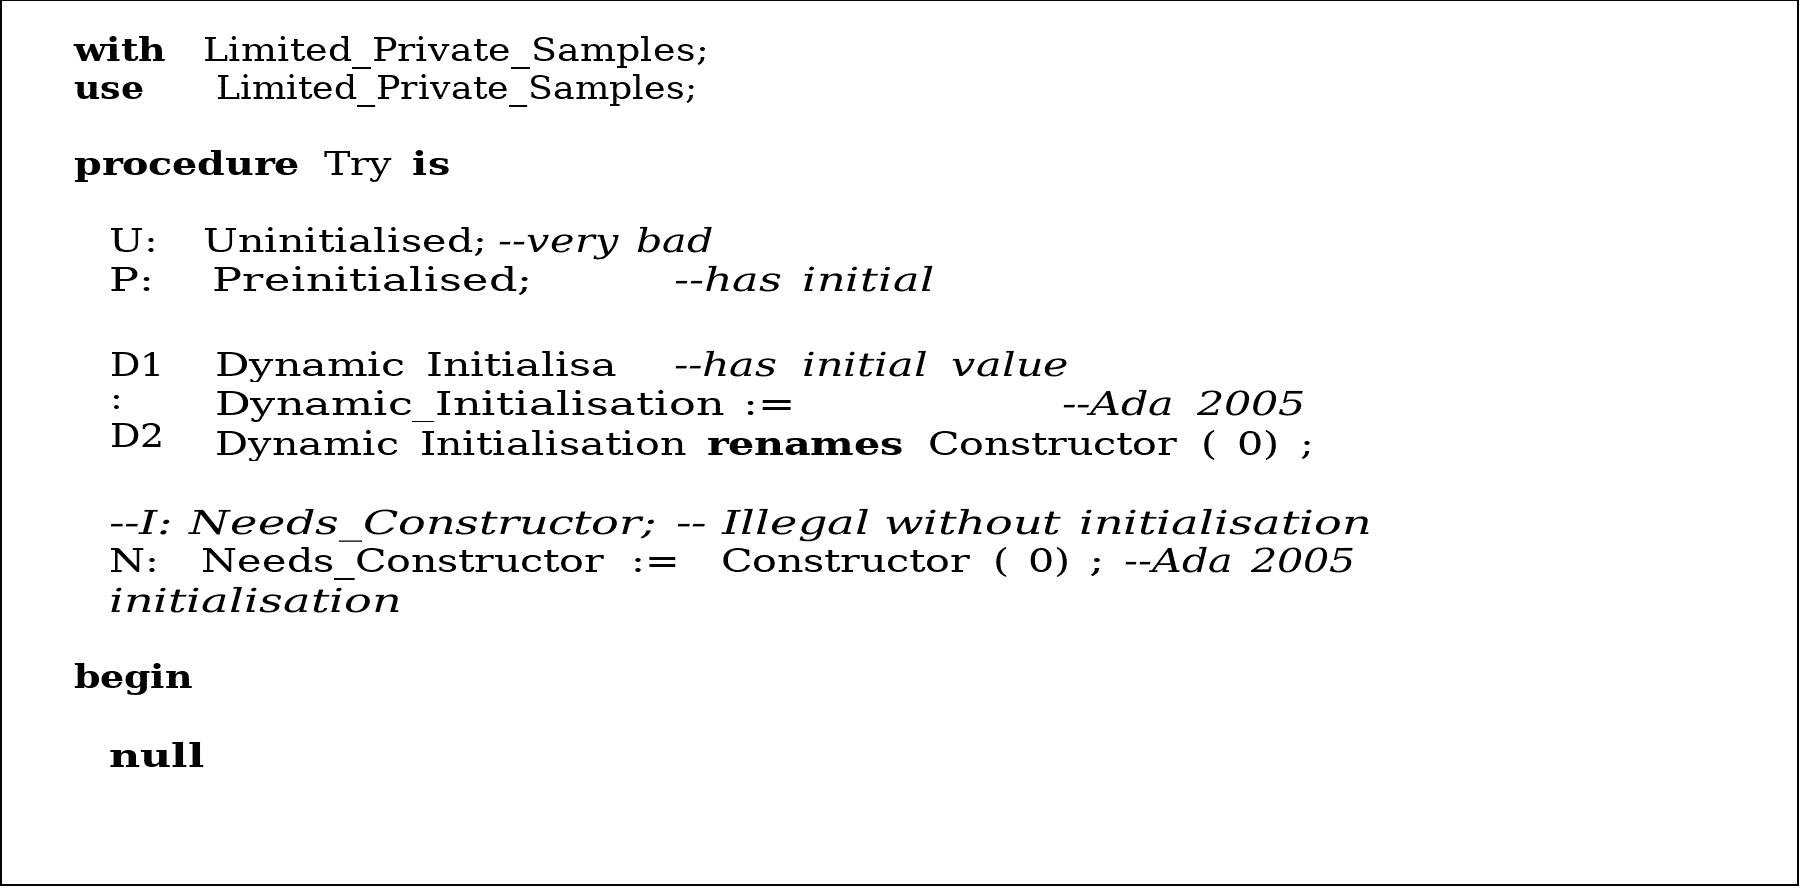 with Limited_Private_Samples;
use Limited_Private_Samples;
procedure Try is
U: Uninitialised; --very bad
P: Preinitialised; --has initial
D1 Dynamic Initialisa --has initial value
: Dynamic_Initialisation := --Ada 2005
D2 Dynamic Initialisation renames Constructor ( 0) ;
--I: Needs_Constructor; -- Illegal without initialisation
N: Needs_Constructor := Constructor ( 0) ; --Ada 2005
initialisation
begin
null